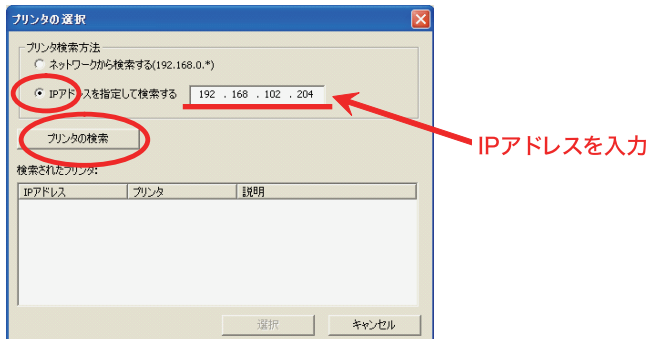 プリンタの選択
プリンタ検索方法
ネットワークから検索する(192.168.0.*)
IPアドレスを指定して検索する 192 . 168 . 102 . 204
プリンタの検索
IPアドレスを入力
検索されたプリンタ:
IPアドレス プリンタ 説明
選択 キャンセル